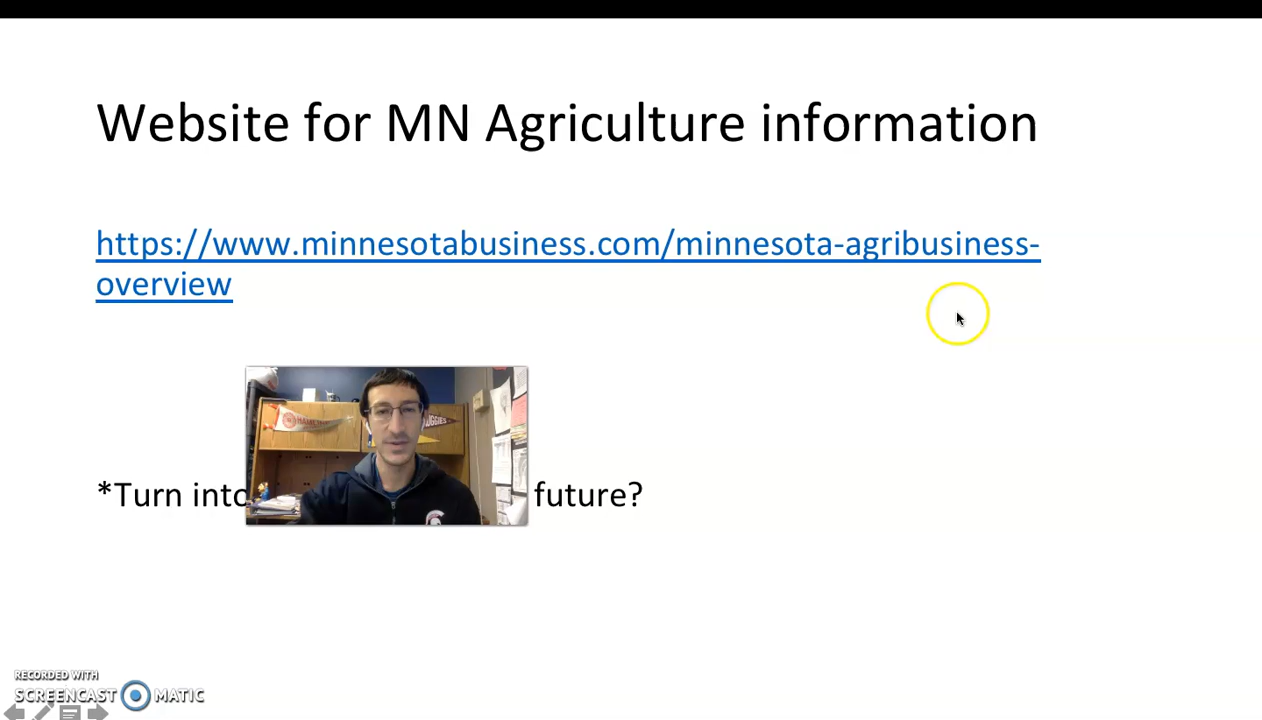 Website for MN Agriculture information
https://www.minnesotabusiness.com/minnesota-agribusiness-
overview
*Turn into future?
RECORDED WITH
SCREENCAST MATIC